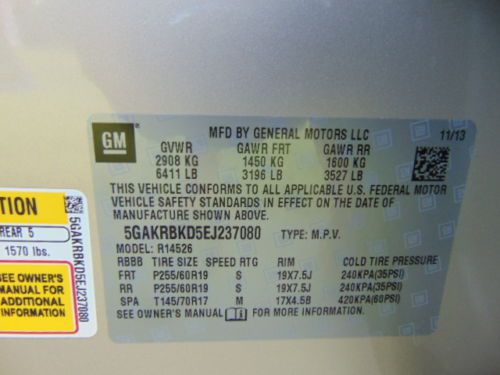 GM
MFD BY GENERAL MOTORS LLC 11/13
GVWR GAWR FRT GAWR RR
2908 KG 1450 KG 1600 KG
6411 LB 3196 LB 3527 LB
THIS VEHICLE CONFORMS TO ALL APPLICABLE U.S. FEDERAL MOTOR
VEHICLE SAFETY STANDARDS IN EFFECT ON THE DATE OF
MANUFACTURE SHOWN ABOVE.
5GAKRBKD5EJ237080 TYPE: M.P.V.
MODEL: R14526
RBBB TIRE SIZE SPEED RTG RIM COLD TIRE PRESSURE
FRT P255/60R19 S 19X7.5J 240KPA(35PSI)
RR P255/60R19 S 19X7.5J 240KPA(35PSI)
SPA T145/70R17 M 17X4.5B 420KPA(60PSI)
SEE OWNER'S MANUAL FOR MORE INFORMATION.
TION
REAR 5
1570 lbs.
SEE OWNER'S
MANUAL FOR
ADDITIONAL
INFORMATION
5GAKRBKD5EJ237080